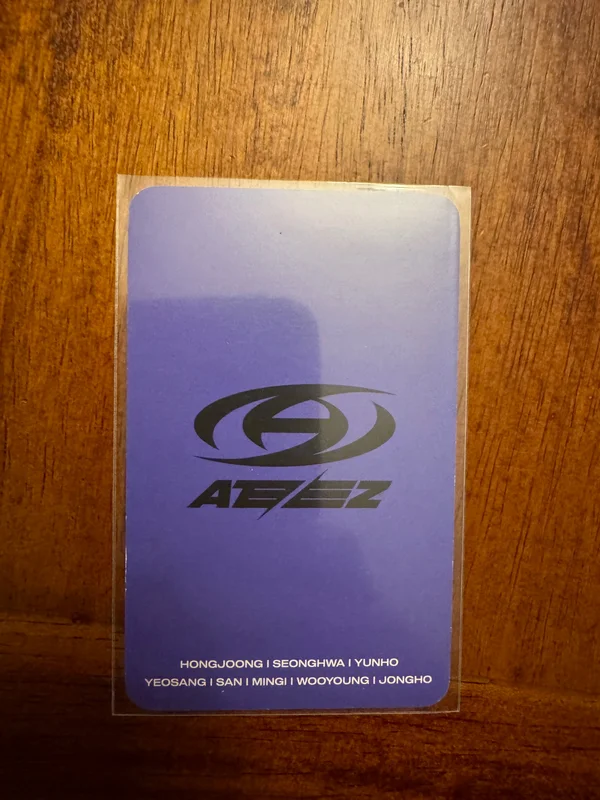 ATEEZ
HONGJOONG | SEONGHWA | YUNHO
YEOSANG | SAN | MINGI | WOOYOUNG | JONGHO